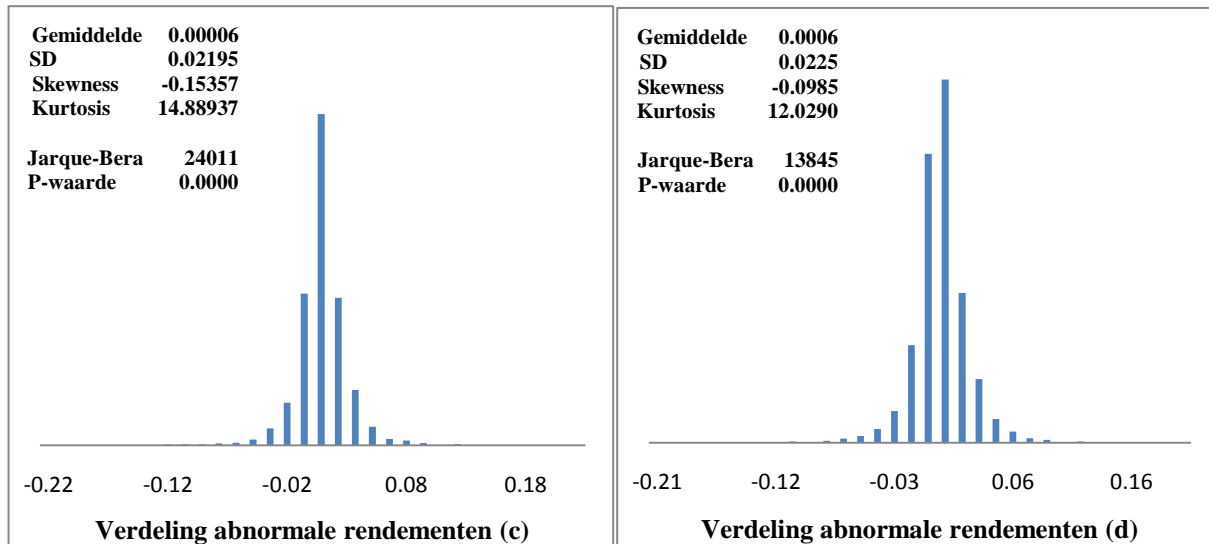 Gemiddelde 0.00006
SD 0.02195
Skewness -0.15357
Kurtosis 14.88937
Jarque-Bera 24011
P-waarde 0.0000
-0.22 -0.12 -0.02 0.08 0.18
Verdeling abnormale rendementen (c)
Gemiddelde 0.0006
SD 0.0225
Skewness -0.0985
Kurtosis 12.0290
Jarque-Bera 13845
P-waarde 0.0000
-0.21 -0.12 -0.03 0.06 0.16
Verdeling abnormale rendementen (d)